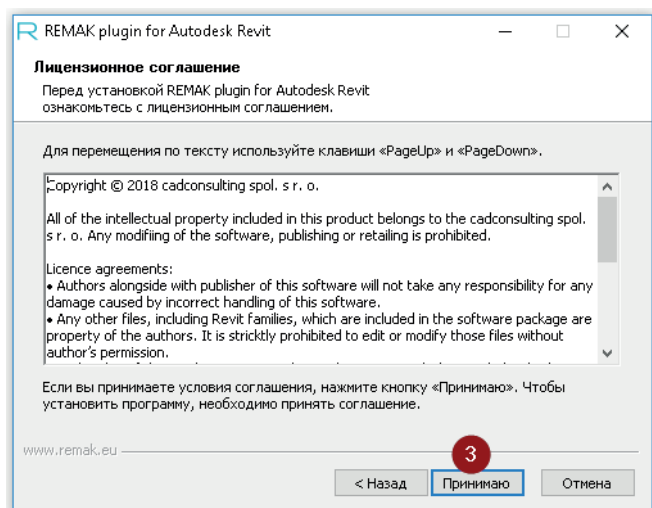 REMAK plugin for Autodesk Revit
Лицензионное соглашение
Перед установкой REMAK plugin for Autodesk Revit
ознакомьтесь с лицензионным соглашением.
Для перемещения по тексту используйте клавиши «PageUp» и «PageDown».
Copyright © 2018 cadconsulting spol. s r. o.
All of the intellectual property included in this product belongs to the cadconsulting spol.
s r. o. Any modifiing of the software, publishing or retailing is prohibited.
Licence agreements:
• Authors alongside with publisher of this software will not take any responsibility for any
damage caused by incorrect handling of this software.
• Any other files, including Revit families, which are included in the software package are
property of the authors. It is stricktly prohibited to edit or modify those files without
author's permission.
Если вы принимаете условия соглашения, нажмите кнопку «Принимаю». Чтобы
установить программу, необходимо принять соглашение.
www.remak.eu
3
< Назад Принимаю Отмена